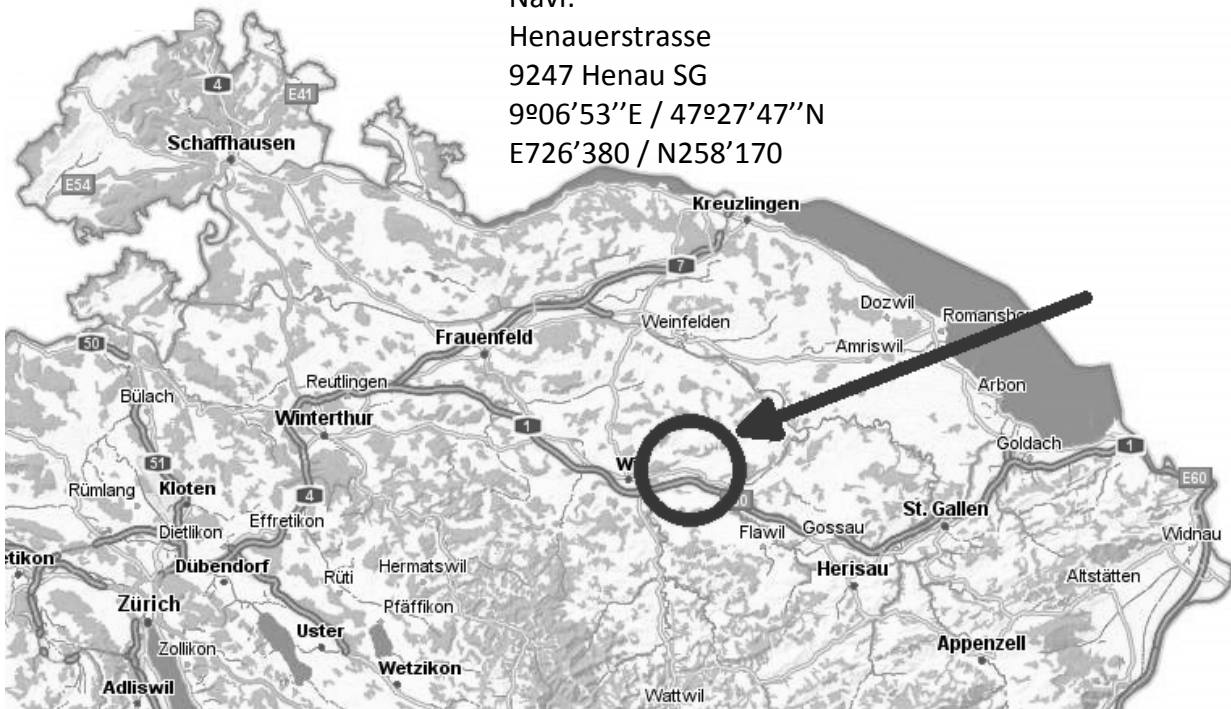 Navi:
Henauerstrasse
9247 Henau SG
9º06’53’’E / 47º27’47’’N
E726’380 / N258’170
4
E41
Schaffhausen
E54
Kreuzlingen
7
Dozwil
Weinfelden
50
Frauenfeld
Amriswil
Reutlingen
Arbon
Bülach
Winterthur
1
Goldach
1
51
Rümlang
Kloten
4
E60
Effretikon
St. Gallen
Dietlikon
Flawil
Gossau
Widnau
etikon
Dübendorf
Rüti
Hermatswil
Herisau
Altstätten
Zürich
Pfäffikon
Uster
Zollikon
Appenzell
Wetzikon
Adliswil
Wattwil